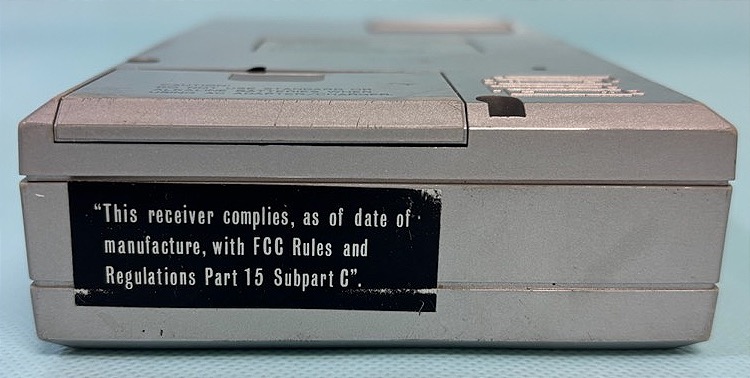 “This receiver complies, as of date of
manufacture, with FCC Rules and
Regulations Part 15 Subpart C”.